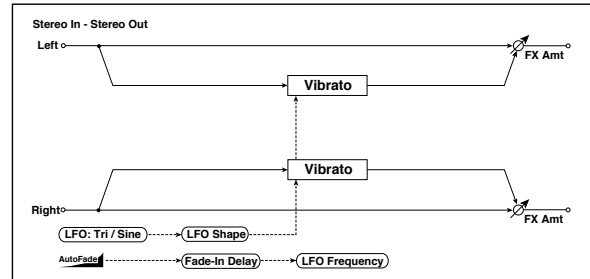 Stereo In - Stereo Out
Left
FX Amt
Vibrato
Vibrato
Right
FX Amt
LFO: Tri / Sine
LFO Shape
AutoFade
Fade-In Delay
LFO Frequency